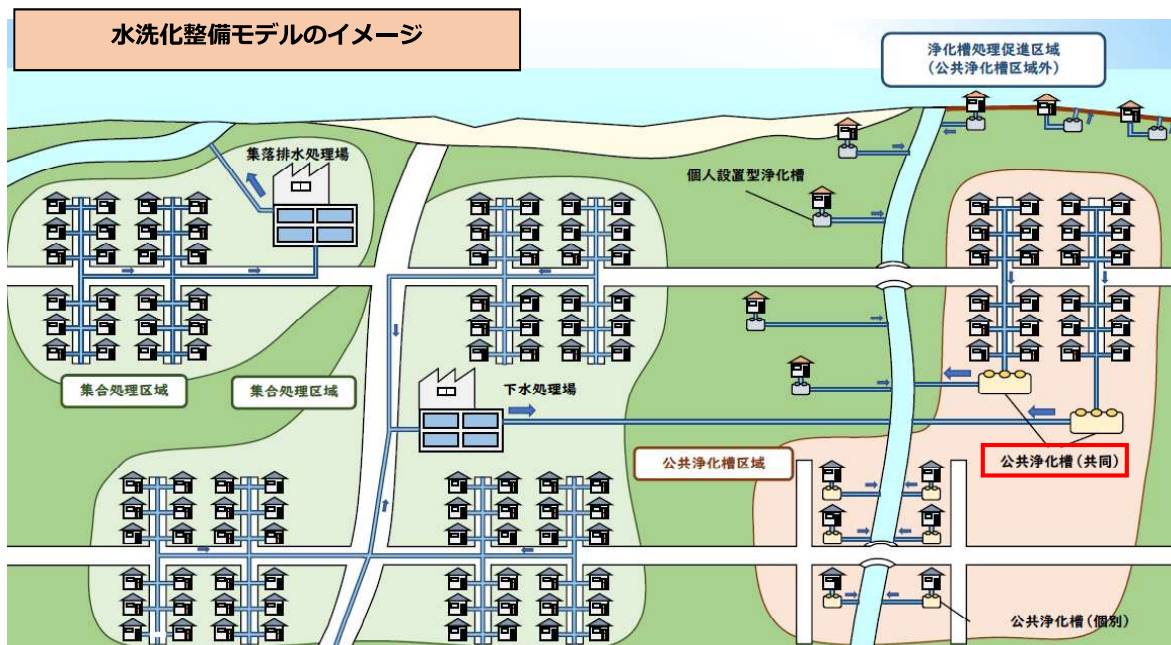 水洗化整備モデルのイメージ
浄化槽処理促進区域
(公共浄化槽区域外)
集落排水処理場
個人設置型浄化槽
集合処理区域
集合処理区域
下水処理場
公共浄化槽区域
公共浄化槽(共同)
公共浄化槽(個別)